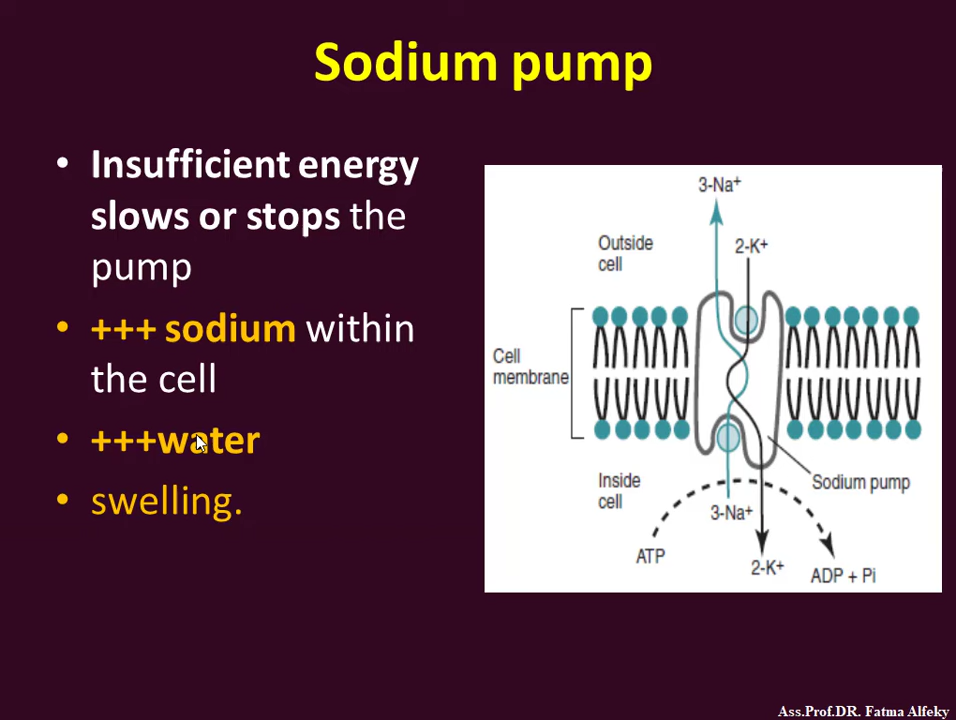 Sodium pump
• Insufficient energy
slows or stops the
pump
• +++ sodium within
the cell
• +++water
• swelling.
3-Na+
Outside
cell
2-K+
Cell
membrane
Inside
cell
Sodium pump
3-Na+
ATP
2-K+
ADP + Pi
Ass.Prof.DR. Fatma Alfeky